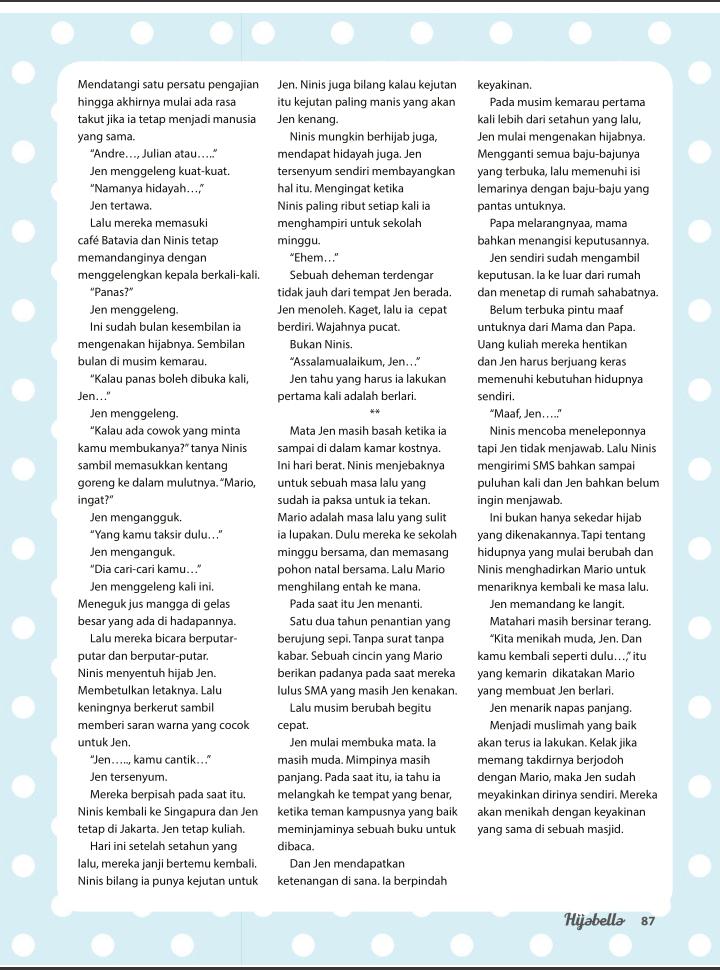 Mendatangi satu persatu pengajian
hingga akhirnya mulai ada rasa
takut jika ia tetap menjadi manusia
yang sama.
“Andre…, Julian atau…..”
Jen menggeleng kuat-kuat.
“Namanya hidayah…,”
Jen tertawa.
Lalu mereka memasuki
café Batavia dan Ninis tetap
memandanginya dengan
menggelengkan kepala berkali-kali.
“Panas?”
Jen menggeleng.
Ini sudah bulan kesembilan ia
mengenakan hijabnya. Sembilan
bulan di musim kemarau.
“Kalau panas boleh dibuka kali,
Jen…”
Jen menggeleng.
“Kalau ada cowok yang minta
kamu membukanya?” tanya Ninis
sambil memasukkan kentang
goreng ke dalam mulutnya. “Mario,
ingat?”
Jen mengangguk.
“Yang kamu taksir dulu…”
Jen menganguk.
“Dia cari-cari kamu…”
Jen menggeleng kali ini.
Meneguk jus mangga di gelas
besar yang ada di hadapannya.
Lalu mereka bicara berputar-
putar dan berputar-putar.
Ninis menyentuh hijab Jen.
Membetulkan letaknya. Lalu
keningnya berkerut sambil
memberi saran warna yang cocok
untuk Jen.
“Jen….., kamu cantik…”
Jen tersenyum.
Mereka berpisah pada saat itu.
Ninis kembali ke Singapura dan Jen
tetap di Jakarta. Jen tetap kuliah.
Hari ini setelah setahun yang
lalu, mereka janji bertemu kembali.
Ninis bilang ia punya kejutan untuk
Jen. Ninis juga bilang kalau kejutan
itu kejutan paling manis yang akan
Jen kenang.
Ninis mungkin berhijab juga,
mendapat hidayah juga. Jen
tersenyum sendiri membayangkan
hal itu. Mengingat ketika
Ninis paling ribut setiap kali ia
menghampiri untuk sekolah
minggu.
“Ehem…”
Sebuah deheman terdengar
tidak jauh dari tempat Jen berada.
Jen menoleh. Kaget, lalu ia cepat
berdiri. Wajahnya pucat.
Bukan Ninis.
“Assalamualaikum, Jen…”
Jen tahu yang harus ia lakukan
pertama kali adalah berlari.
**
Mata Jen masih basah ketika ia
sampai di dalam kamar kostnya.
Ini hari berat. Ninis menjebaknya
untuk sebuah masa lalu yang
sudah ia paksa untuk ia tekan.
Mario adalah masa lalu yang sulit
ia lupakan. Dulu mereka ke sekolah
minggu bersama, dan memasang
pohon natal bersama. Lalu Mario
menghilang entah ke mana.
Pada saat itu Jen menanti.
Satu dua tahun penantian yang
berujung sepi. Tanpa surat tanpa
kabar. Sebuah cincin yang Mario
berikan padanya pada saat mereka
lulus SMA yang masih Jen kenakan.
Lalu musim berubah begitu
cepat.
Jen mulai membuka mata. Ia
masih muda. Mimpinya masih
panjang. Pada saat itu, ia tahu ia
melangkah ke tempat yang benar,
ketika teman kampusnya yang baik
meminjaminya sebuah buku untuk
dibaca.
Dan Jen mendapatkan
ketenangan di sana. Ia berpindah
keyakinan.
Pada musim kemarau pertama
kali lebih dari setahun yang lalu,
Jen mulai mengenakan hijabnya.
Mengganti semua baju-bajunya
yang terbuka, lalu memenuhi isi
lemarinya dengan baju-baju yang
pantas untuknya.
Papa melarangnyaa, mama
bahkan menangisi keputusannya.
Jen sendiri sudah mengambil
keputusan. Ia ke luar dari rumah
dan menetap di rumah sahabatnya.
Belum terbuka pintu maaf
untuknya dari Mama dan Papa.
Uang kuliah mereka hentikan
dan Jen harus berjuang keras
memenuhi kebutuhan hidupnya
sendiri.
“Maaf, Jen…..”
Ninis mencoba meneleponnya
tapi Jen tidak menjawab. Lalu Ninis
mengirimi SMS bahkan sampai
puluhan kali dan Jen bahkan belum
ingin menjawab.
Ini bukan hanya sekedar hijab
yang dikenakannya. Tapi tentang
hidupnya yang mulai berubah dan
Ninis menghadirkan Mario untuk
menariknya kembali ke masa lalu.
Jen memandang ke langit.
Matahari masih bersinar terang.
“Kita menikah muda, Jen. Dan
kamu kembali seperti dulu…,” itu
yang kemarin dikatakan Mario
yang membuat Jen berlari.
Jen menarik napas panjang.
Menjadi muslimah yang baik
akan terus ia lakukan. Kelak jika
memang takdirnya berjodoh
dengan Mario, maka Jen sudah
meyakinkan dirinya sendiri. Mereka
akan menikah dengan keyakinan
yang sama di sebuah masjid.
Hijabella 87